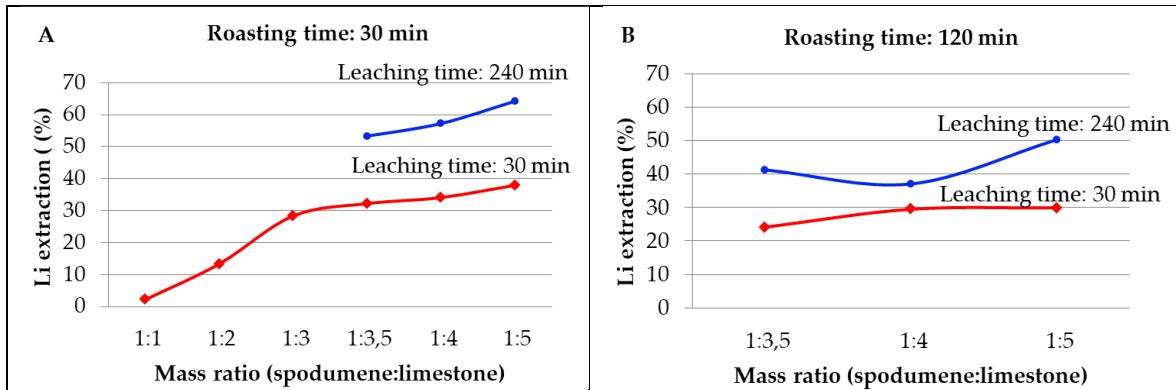 A
Roasting time: 30 min
Leaching time: 240 min
Leaching time: 30 min
Li extraction ( (%)
70
60
50
40
30
20
10
0
1:1 1:2 1:3 1:3,5 1:4 1:5
Mass ratio (spodumene:limestone)
B
Roasting time: 120 min
Leaching time: 240 min
Leaching time: 30 min
Li extraction (%)
70
60
50
40
30
20
10
0
1:3,5 1:4 1:5
Mass ratio (spodumene:limestone)